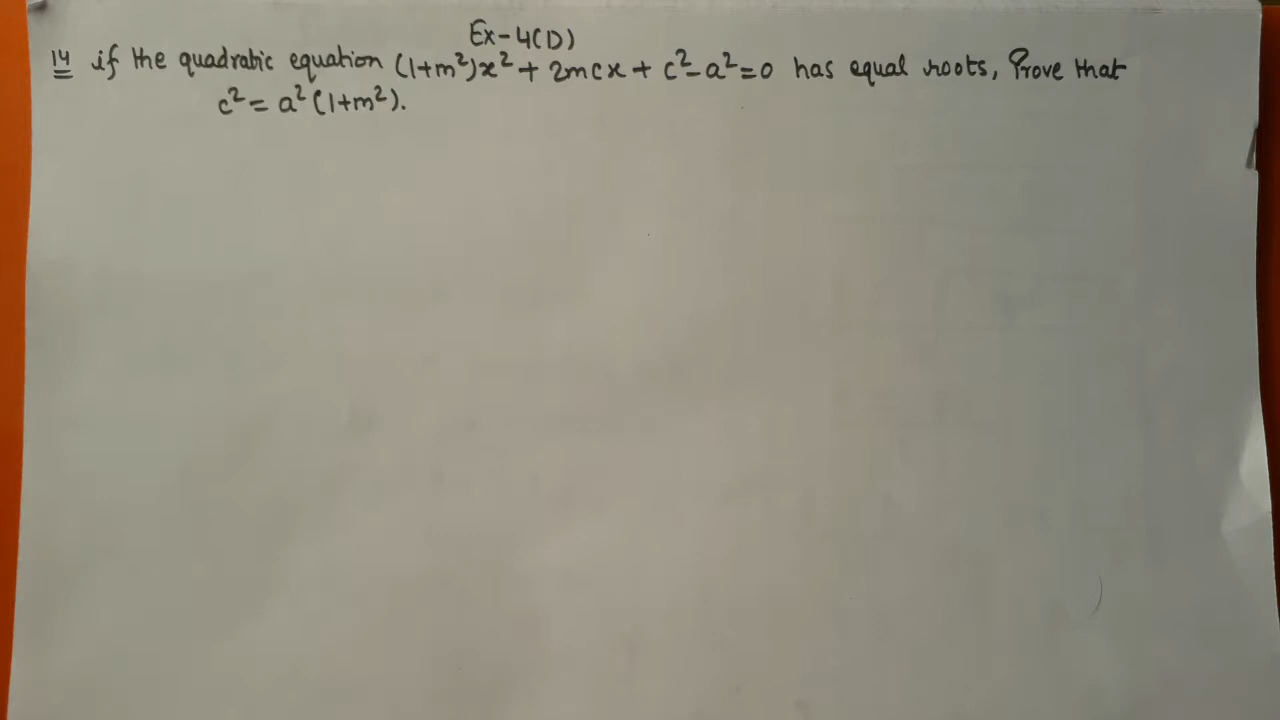 Ex-4(D)
14 if the quadratic equation (1+m²)x² + 2mcx + c²-a²=0 has equal roots, Prove that
c² = a²(1+m²).